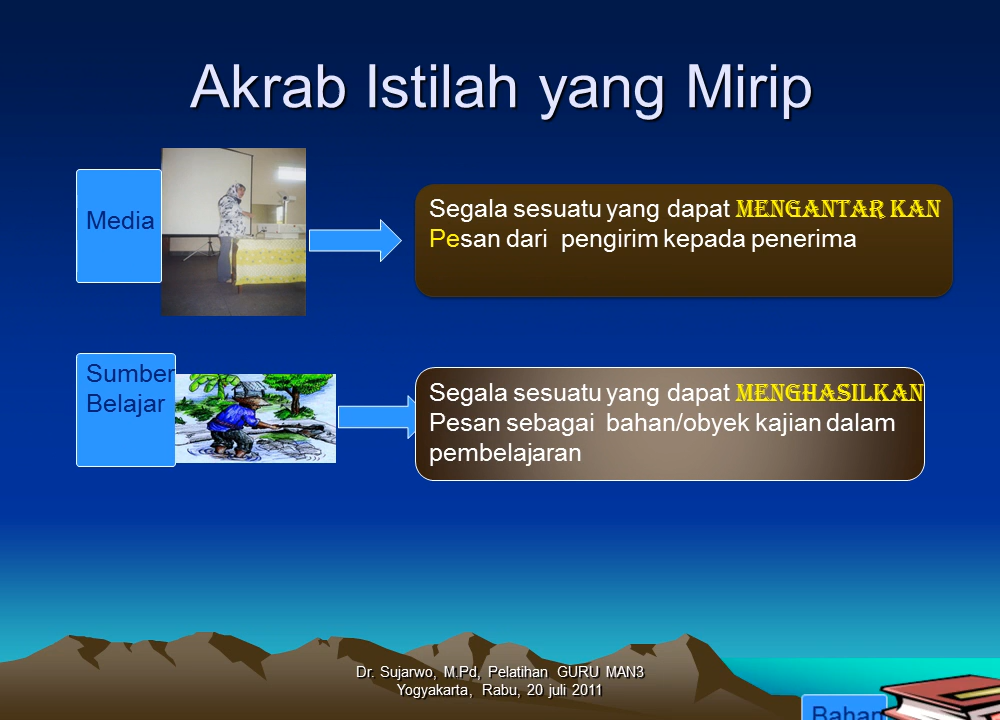 Akrab Istilah yang Mirip
Media
Segala sesuatu yang dapat MENGANTAR KAN
Pesan dari pengirim kepada penerima
Sumber
Belajar
Segala sesuatu yang dapat MENGHASILKAN
Pesan sebagai bahan/obyek kajian dalam
pembelajaran
Dr. Sujarwo, M.Pd, Pelatihan GURU MAN3
Yogyakarta, Rabu, 20 juli 2011
Bahan